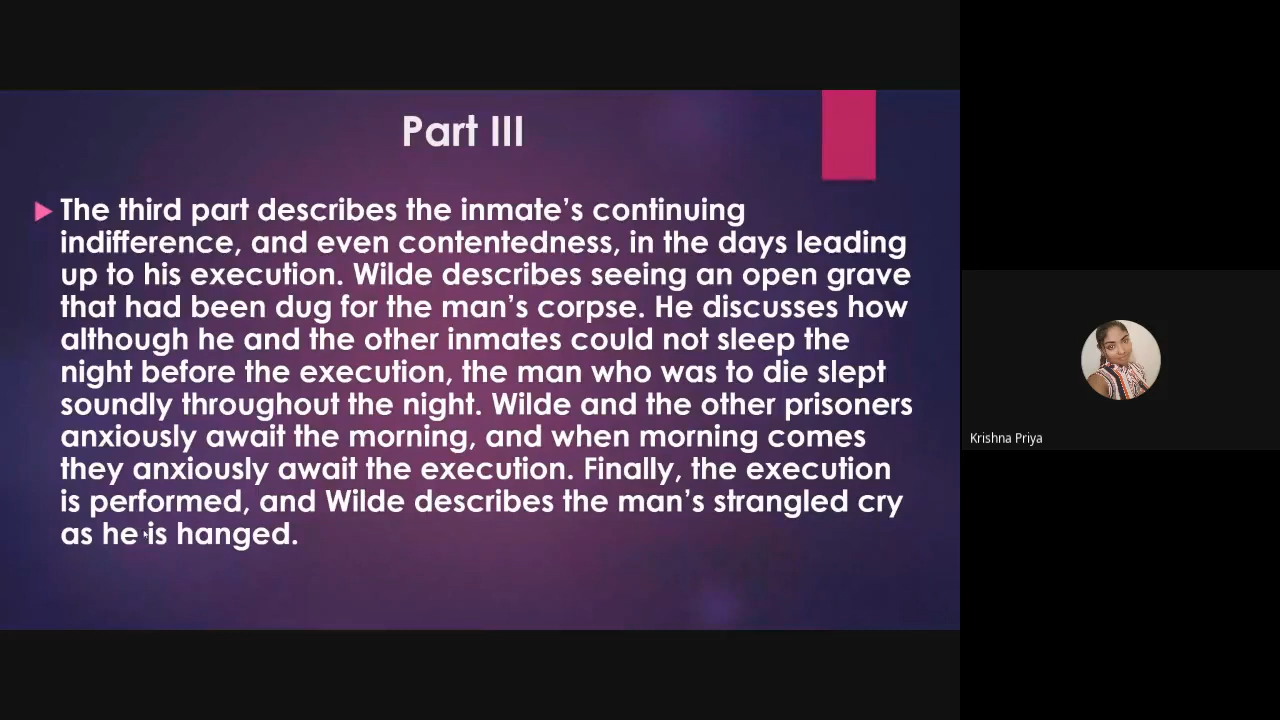 Part III
The third part describes the inmate’s continuing
indifference, and even contentedness, in the days leading
up to his execution. Wilde describes seeing an open grave
that had been dug for the man’s corpse. He discusses how
although he and the other inmates could not sleep the
night before the execution, the man who was to die slept
soundly throughout the night. Wilde and the other prisoners
anxiously await the morning, and when morning comes
they anxiously await the execution. Finally, the execution
is performed, and Wilde describes the man’s strangled cry
as he is hanged.
Krishna Priya